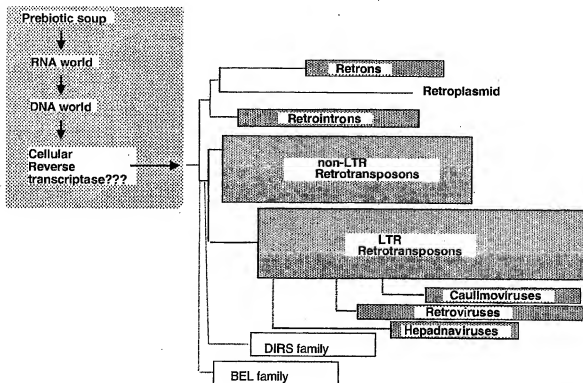 Prebiotic soup
RNA world
DNA world
Cellular
Reverse
transcriptase???
Retrons
Retroplasmid
Retrointrons
non-LTR
Retrotransposons
LTR
Retrotransposons
Caulimoviruses
Retroviruses
Hepadnaviruses
DIRS family
BEL family